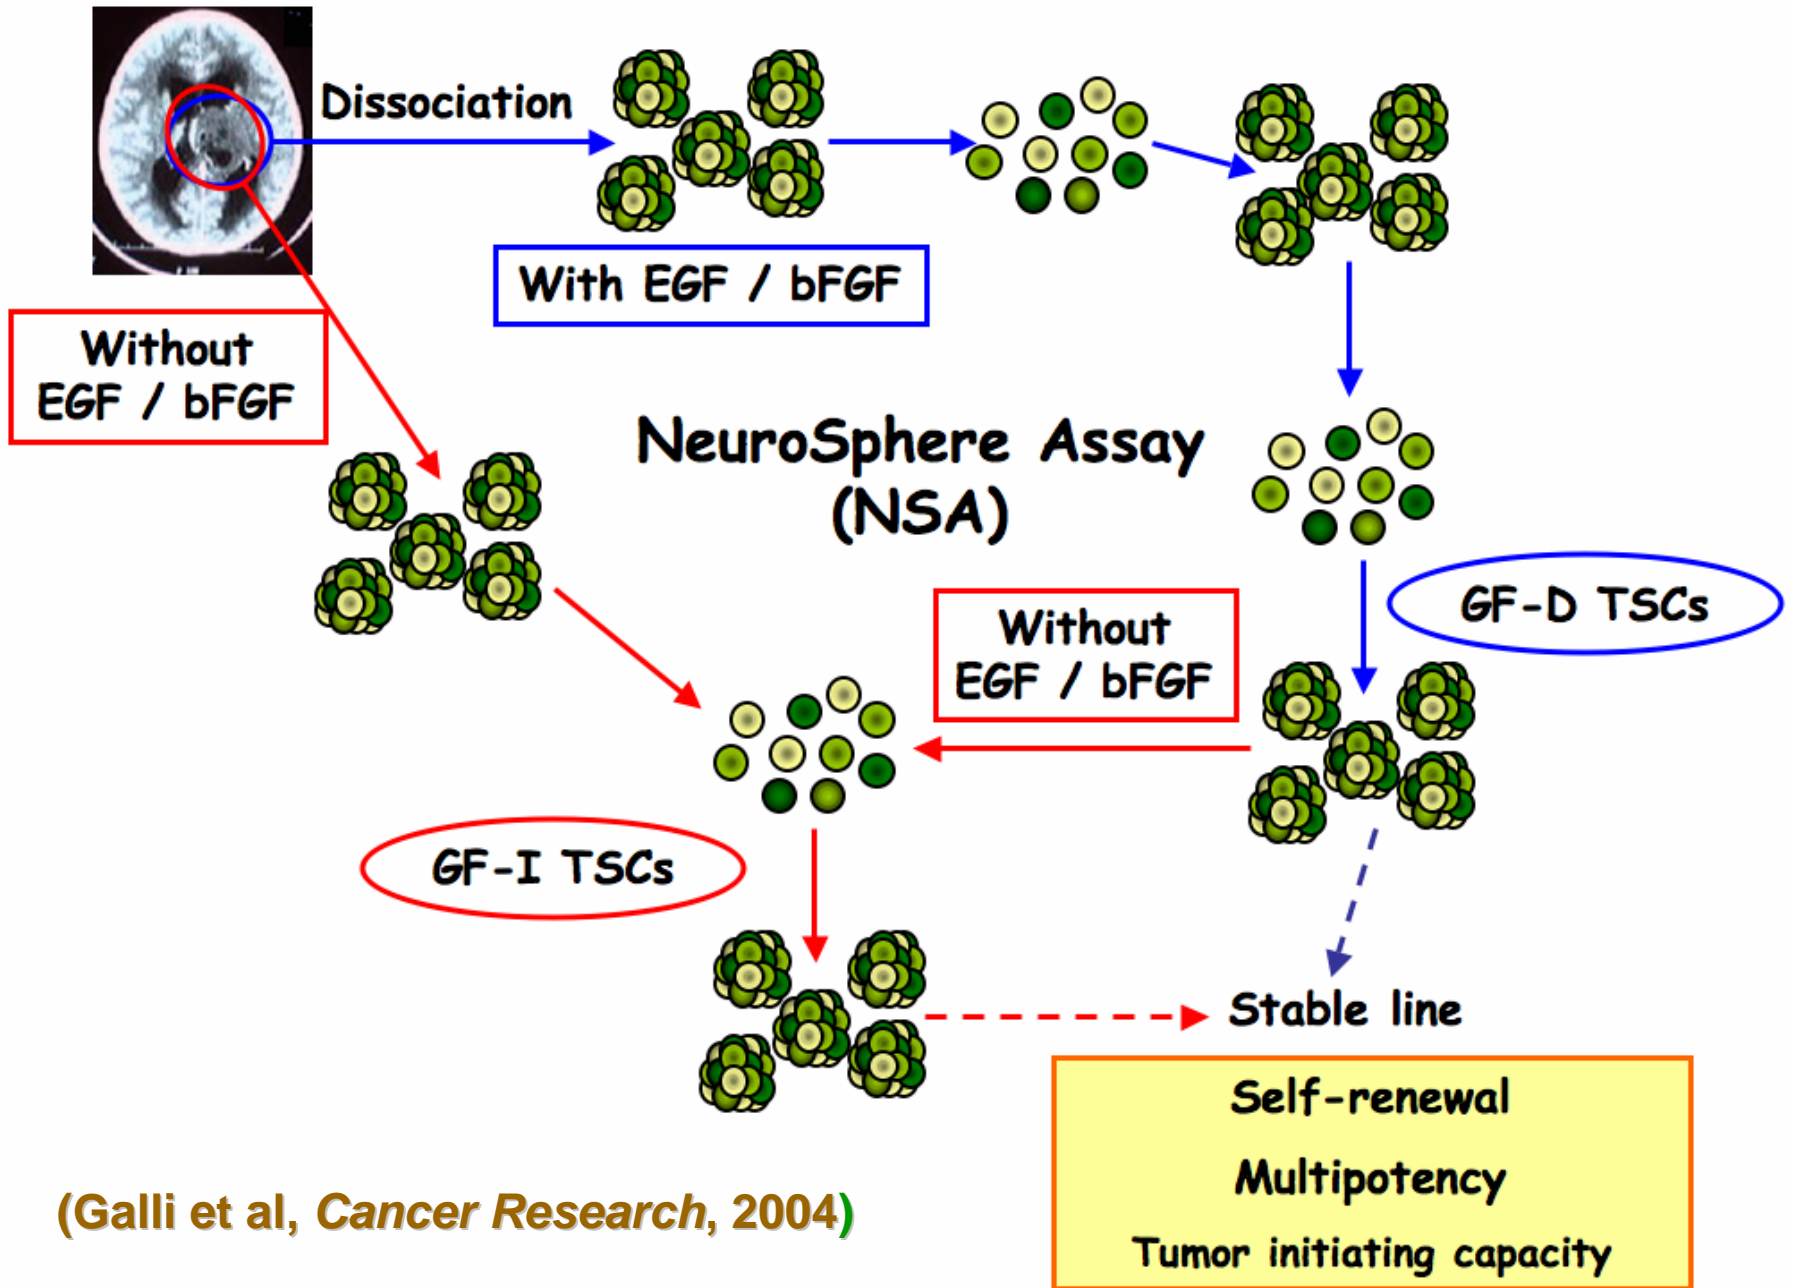 Dissociation
With EGF / bFGF
Without
EGF / bFGF
NeuroSphere Assay
(NSA)
GF-D TSCs
Without
EGF / bFGF
GF-I TSCs
Stable line
Self-renewal
Multipotency
Tumor initiating capacity
(Galli et al, Cancer Research, 2004)